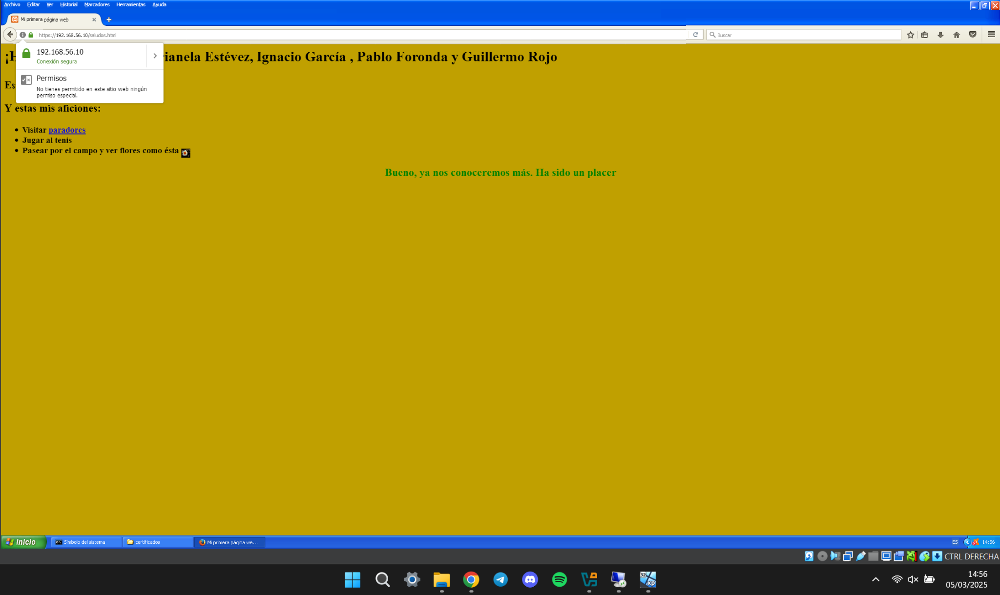 Archivo Editar Ver Historial Marcadores Herramientas Ayuda
Mi primera página web
https://192.168.56.10/saludos.html
Buscar
192.168.56.10
Conexión segura
Permisos
No tienes permitido en este sitio web ningún
permiso especial.
¡H rianela Estévez, Ignacio García , Pablo Foronda y Guillermo Rojo
Es
Y estas mis aficiones:
Visitar paradores
Jugar al tenis
Pasear por el campo y ver flores como ésta
Bueno, ya nos conoceremos más. Ha sido un placer
Inicio
Símbolo del sistema
certificados
Mi primera página we...
ES
14:56
CTRL DERECHA
32
xp
14:56
05/03/2025